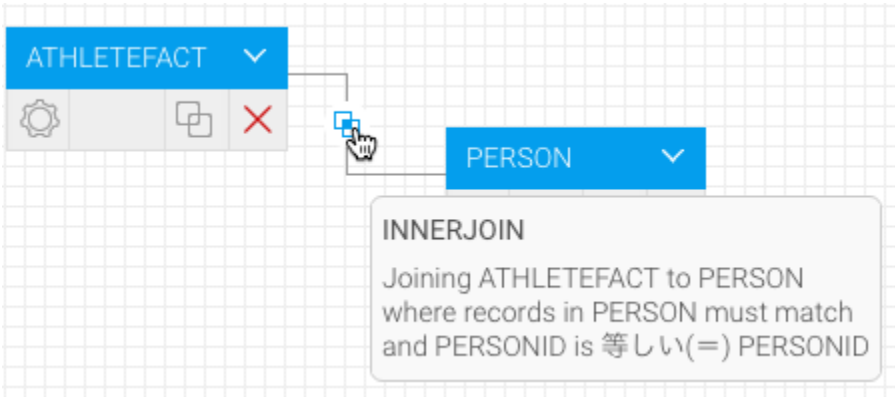 ATHLETEFACT
PERSON
INNERJOIN
Joining ATHLETEFACT to PERSON
where records in PERSON must match
and PERSONID is 等しい(=) PERSONID